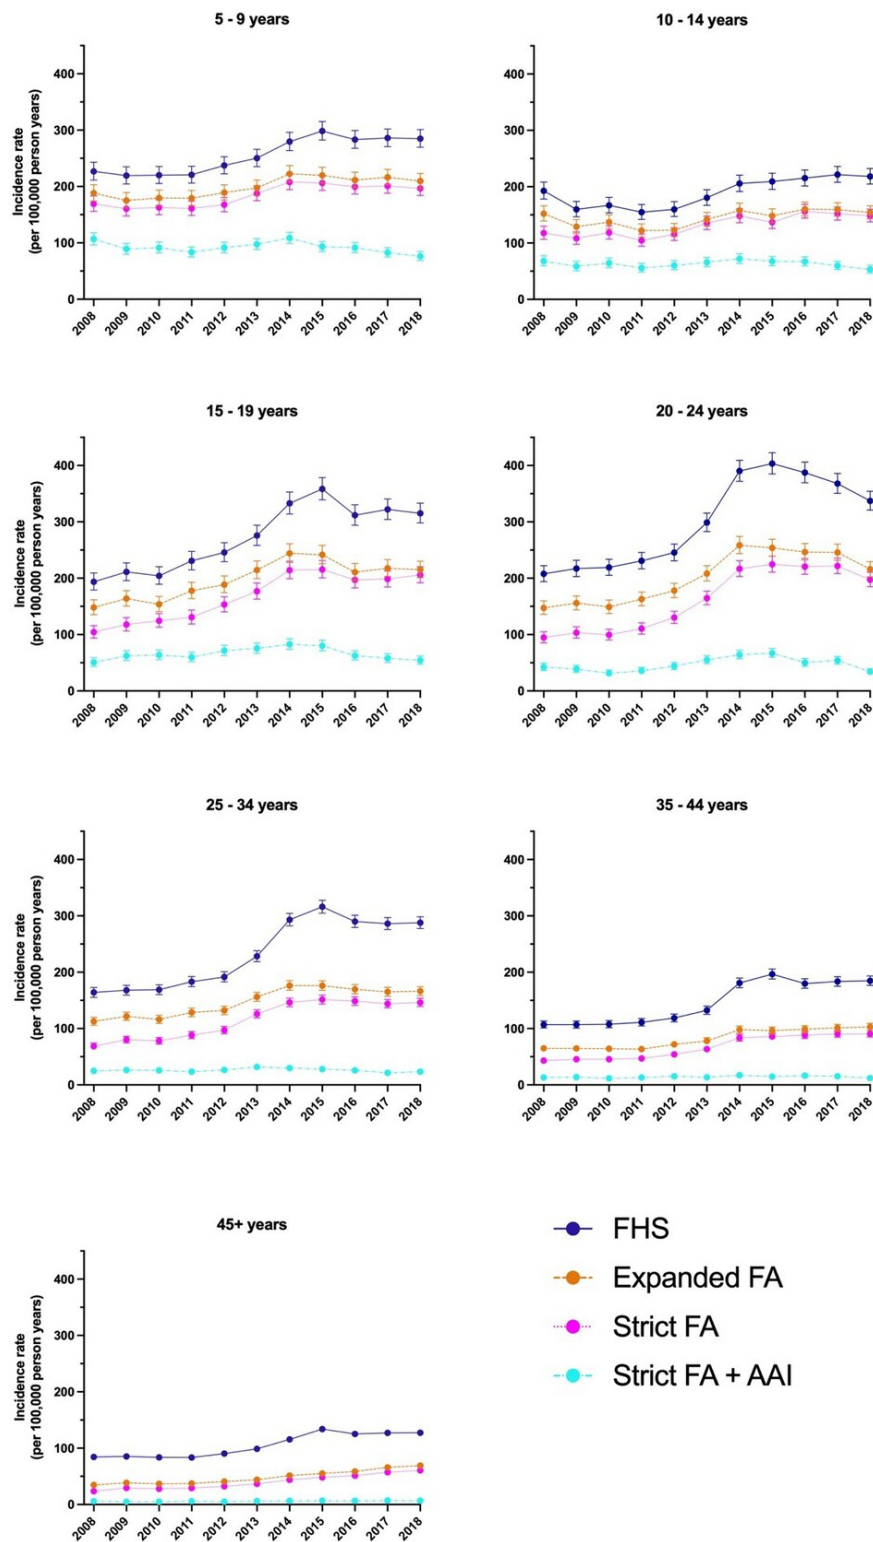 5 - 9 years
Incidence rate
(per 100,000 person years)
400
300
200
100
0
2008 2009 2010 2011 2012 2013 2014 2015 2016 2017 2018
10 - 14 years
400
300
200
100
0
2008 2009 2010 2011 2012 2013 2014 2015 2016 2017 2018
15 - 19 years
Incidence rate
(per 100,000 person years)
400
300
200
100
0
2008 2009 2010 2011 2012 2013 2014 2015 2016 2017 2018
20 - 24 years
400
300
200
100
0
2008 2009 2010 2011 2012 2013 2014 2015 2016 2017 2018
25 - 34 years
Incidence rate
(per 100,000 person years)
400
300
200
100
0
2008 2009 2010 2011 2012 2013 2014 2015 2016 2017 2018
35 - 44 years
400
300
200
100
0
2008 2009 2010 2011 2012 2013 2014 2015 2016 2017 2018
45+ years
Incidence rate
(per 100,000 person years)
400
300
200
100
0
2008 2009 2010 2011 2012 2013 2014 2015 2016 2017 2018
FHS
Expanded FA
Strict FA
Strict FA + AAI